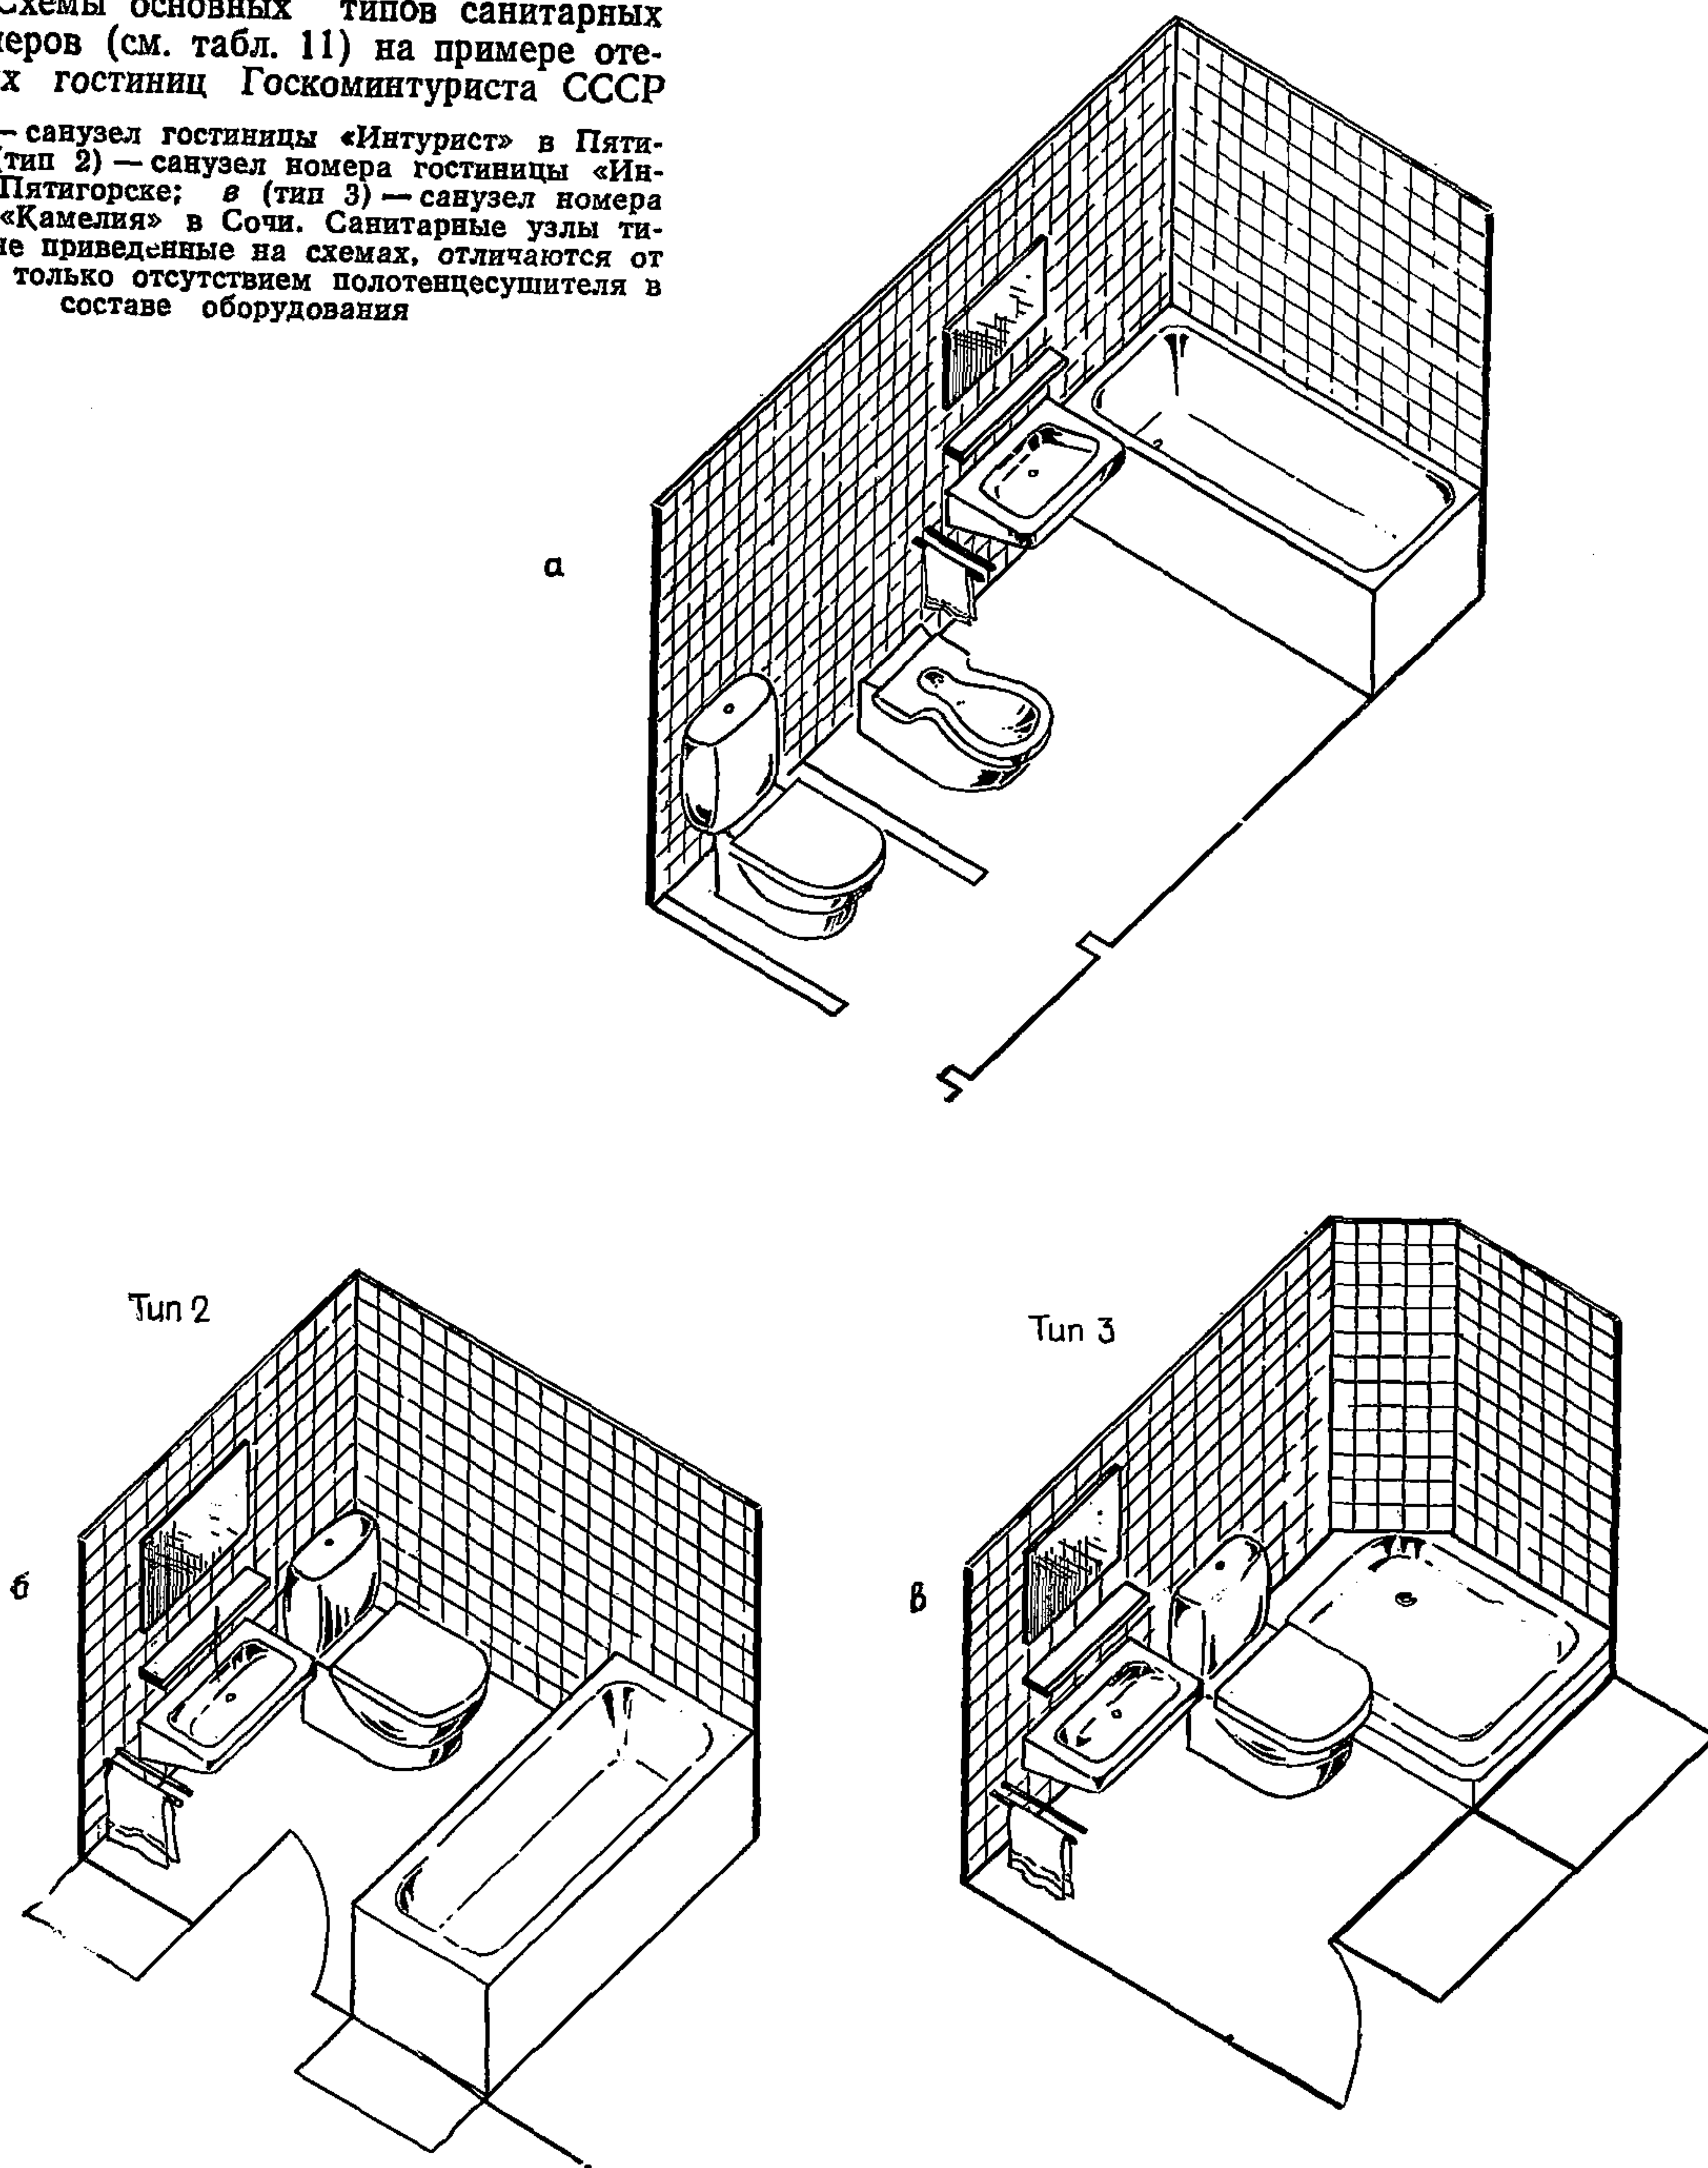 Схемы основных типов санитарных
еров (см. табл. 11) на примере оте-
х гостиниц Госкоминтуриста СССР
— санузел гостиницы «Интурист» в Пяти-
(тип 2) — санузел номера гостиницы «Ин-
Пятигорске; в (тип 3) — санузел номера
«Камелия» в Сочи. Санитарные узлы ти-
не приведенные на схемах, отличаются от
только отсутствием полотенцесушителя в
составе оборудования
а
Тип 2
Тип 3
б
в